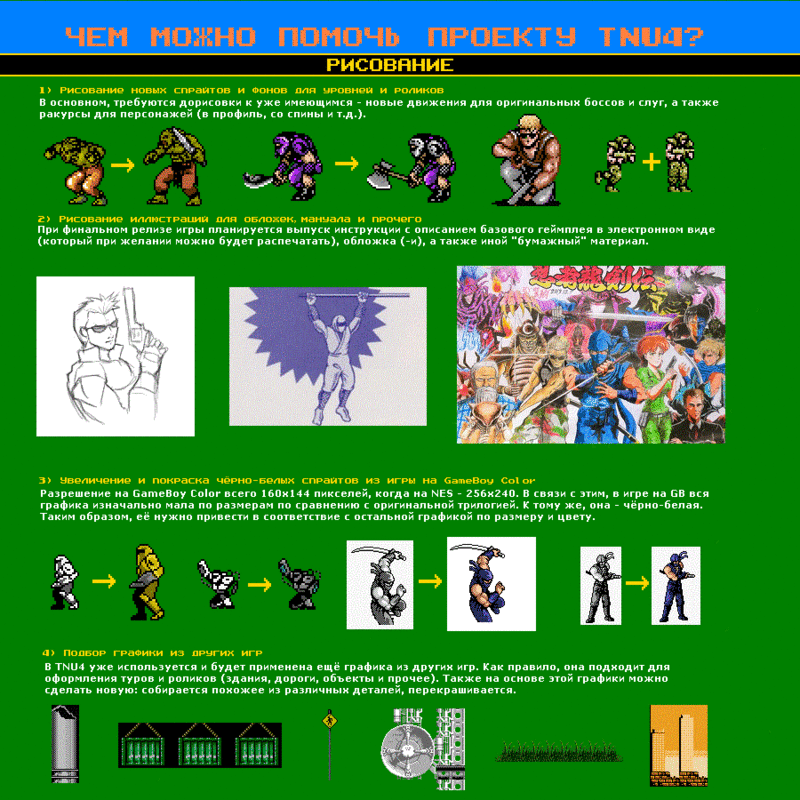 ЧЕМ МОЖНО ПОМОЧЬ ПРОЕКТУ TNU4?
РИСОВАНИЕ
1) Рисование новых спрайтов и фонов для уровней и роликов
В основном, требуются дорисовки к уже имеющимся - новые движения для оригинальных боссов и слуг, а также
ракурсы для персонажей (в профиль, со спины и т.д.).
2) Рисование иллюстраций для обложек, мануала и прочего
При финальном релизе игры планируется выпуск инструкции с описанием базового геймплея в электронном виде
(который при желании можно будет распечатать), обложка (-и), а также иной "бумажный" материал.
忍者龍剣伝
3) Увеличение и покраска чёрно-белых спрайтов из игры на GameBoy Color
Разрешение на GameBoy Color всего 160x144 пикселей, когда на NES - 256x240. В связи с этим, в игре на GB вся
графика изначально мала по размерам по сравнению с оригинальной трилогией. К тому же, она - чёрно-белая.
Таким образом, её нужно привести в соответствие с остальной графикой по размеру и цвету.
4) Подбор графики из других игр
В TNU4 уже используется и будет применена ещё графика из других игр. Как правило, она подходит для
оформления туров и роликов (здания, дороги, объекты и прочее). Также на основе этой графики можно
сделать новую: собирается похожее из различных деталей, перекрашивается.